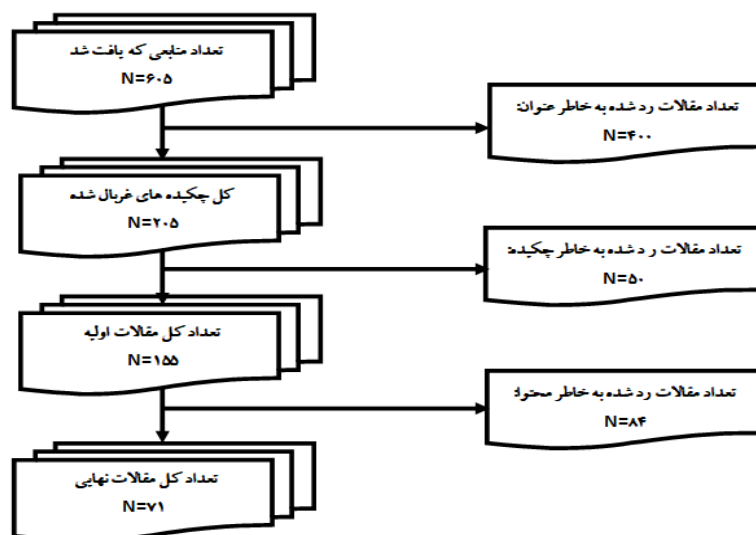 تعداد منابعی که یافت شد
N=۶۰۵
تعداد مقالات رد شده به خاطر عنوان:
N=۴۰۰
کل چکیده های غربال شده
N=۲۰۵
تعداد مقالات رد شده به خاطر چکیده:
N=۵۰
تعداد کل مقالات اولیه
N=۱۵۵
تعداد مقالات رد شده به خاطر محتوا:
N=۸۴
تعداد کل مقالات نهایی
N=۷۱